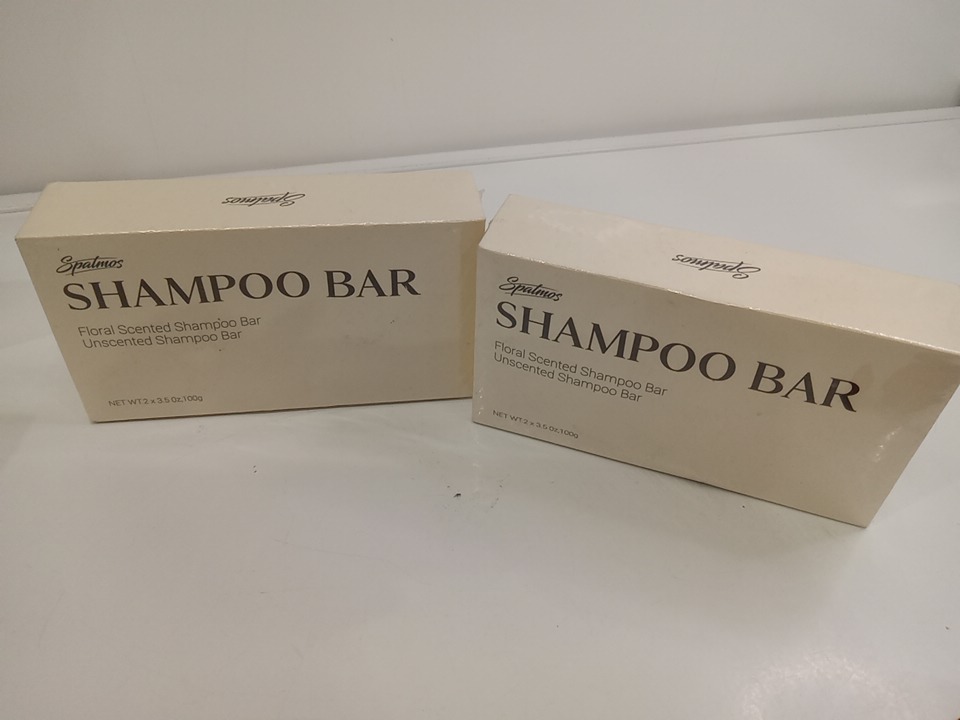 Spatmos
Spatmos
SHAMPOO BAR
Floral Scented Shampoo Bar
Unscented Shampoo Bar
NET WT.2 x 3.5 Oz,100g
Spatmos
Spatmos
SHAMPOO BAR
Floral Scented Shampoo Bar
Unscented Shampoo Bar
NET WT.2 x 3.5 Oz,100g